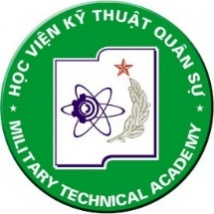 HỌC VIỆN KỸ THUẬT QUÂN SỰ
MILITARY TECHNICAL ACADEMY